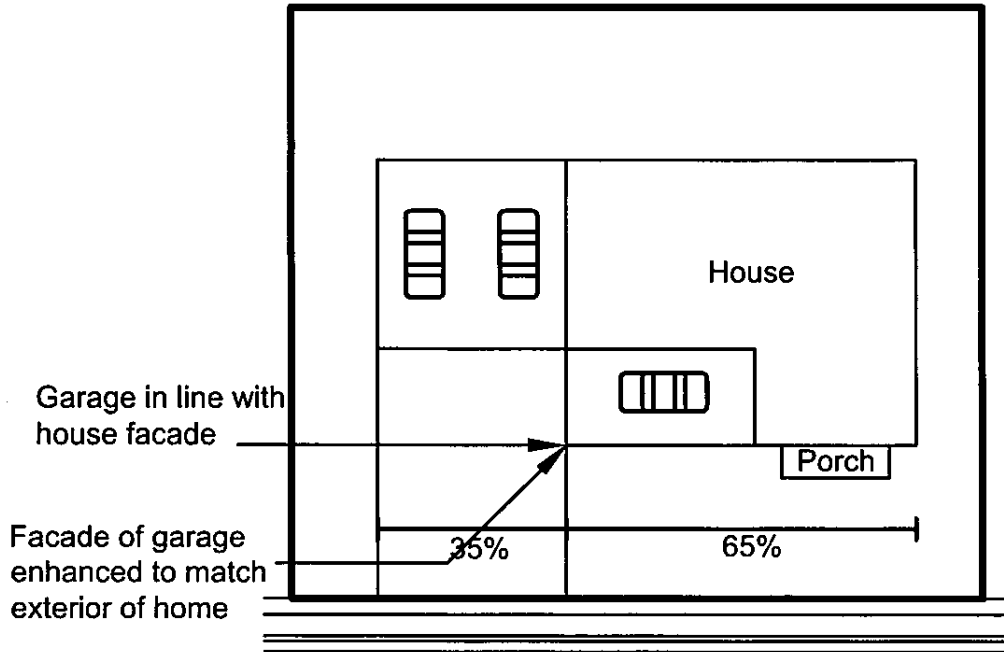 House
Garage in line with
house facade
Porch
Facade of garage
enhanced to match
exterior of home
35%
65%